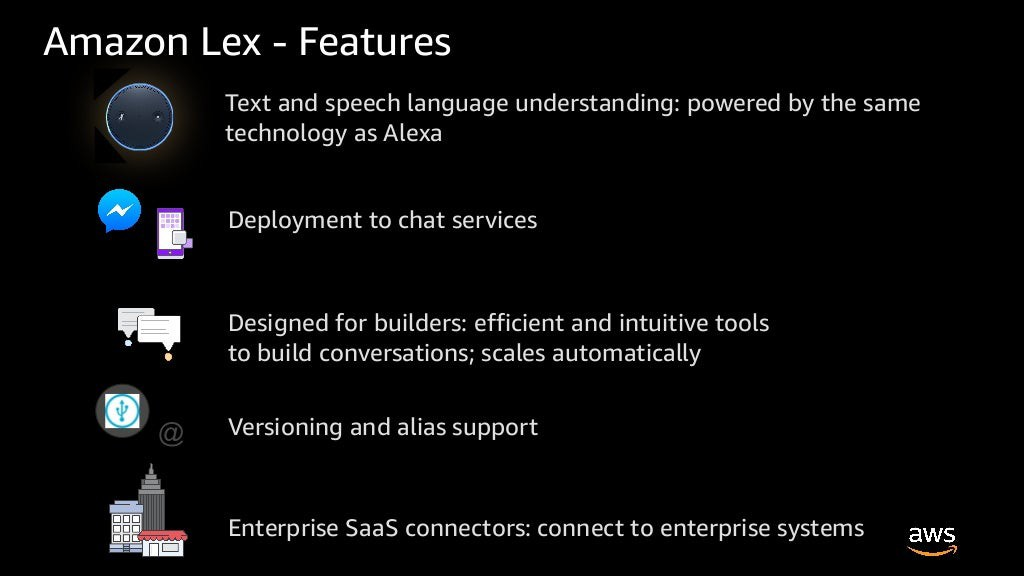 Amazon Lex - Features
Text and speech language understanding: powered by the same
technology as Alexa
Deployment to chat services
Designed for builders: efficient and intuitive tools
to build conversations; scales automatically
@
Versioning and alias support
Enterprise SaaS connectors: connect to enterprise systems
aws